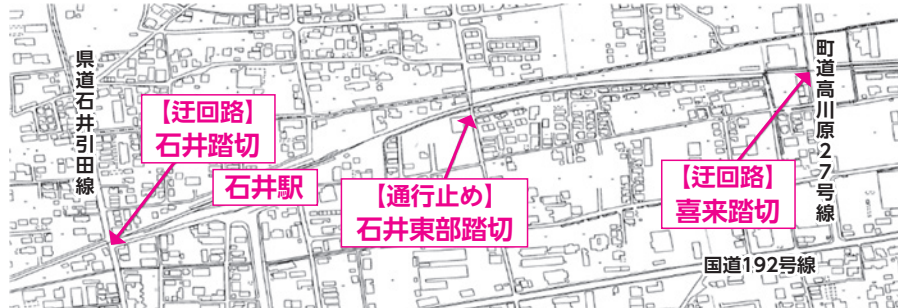 県道石井引田線
【迂回路】
石井踏切
石井駅
【通行止め】
石井東部踏切
【迂回路】
喜来踏切
町道高川原27号線
国道192号線